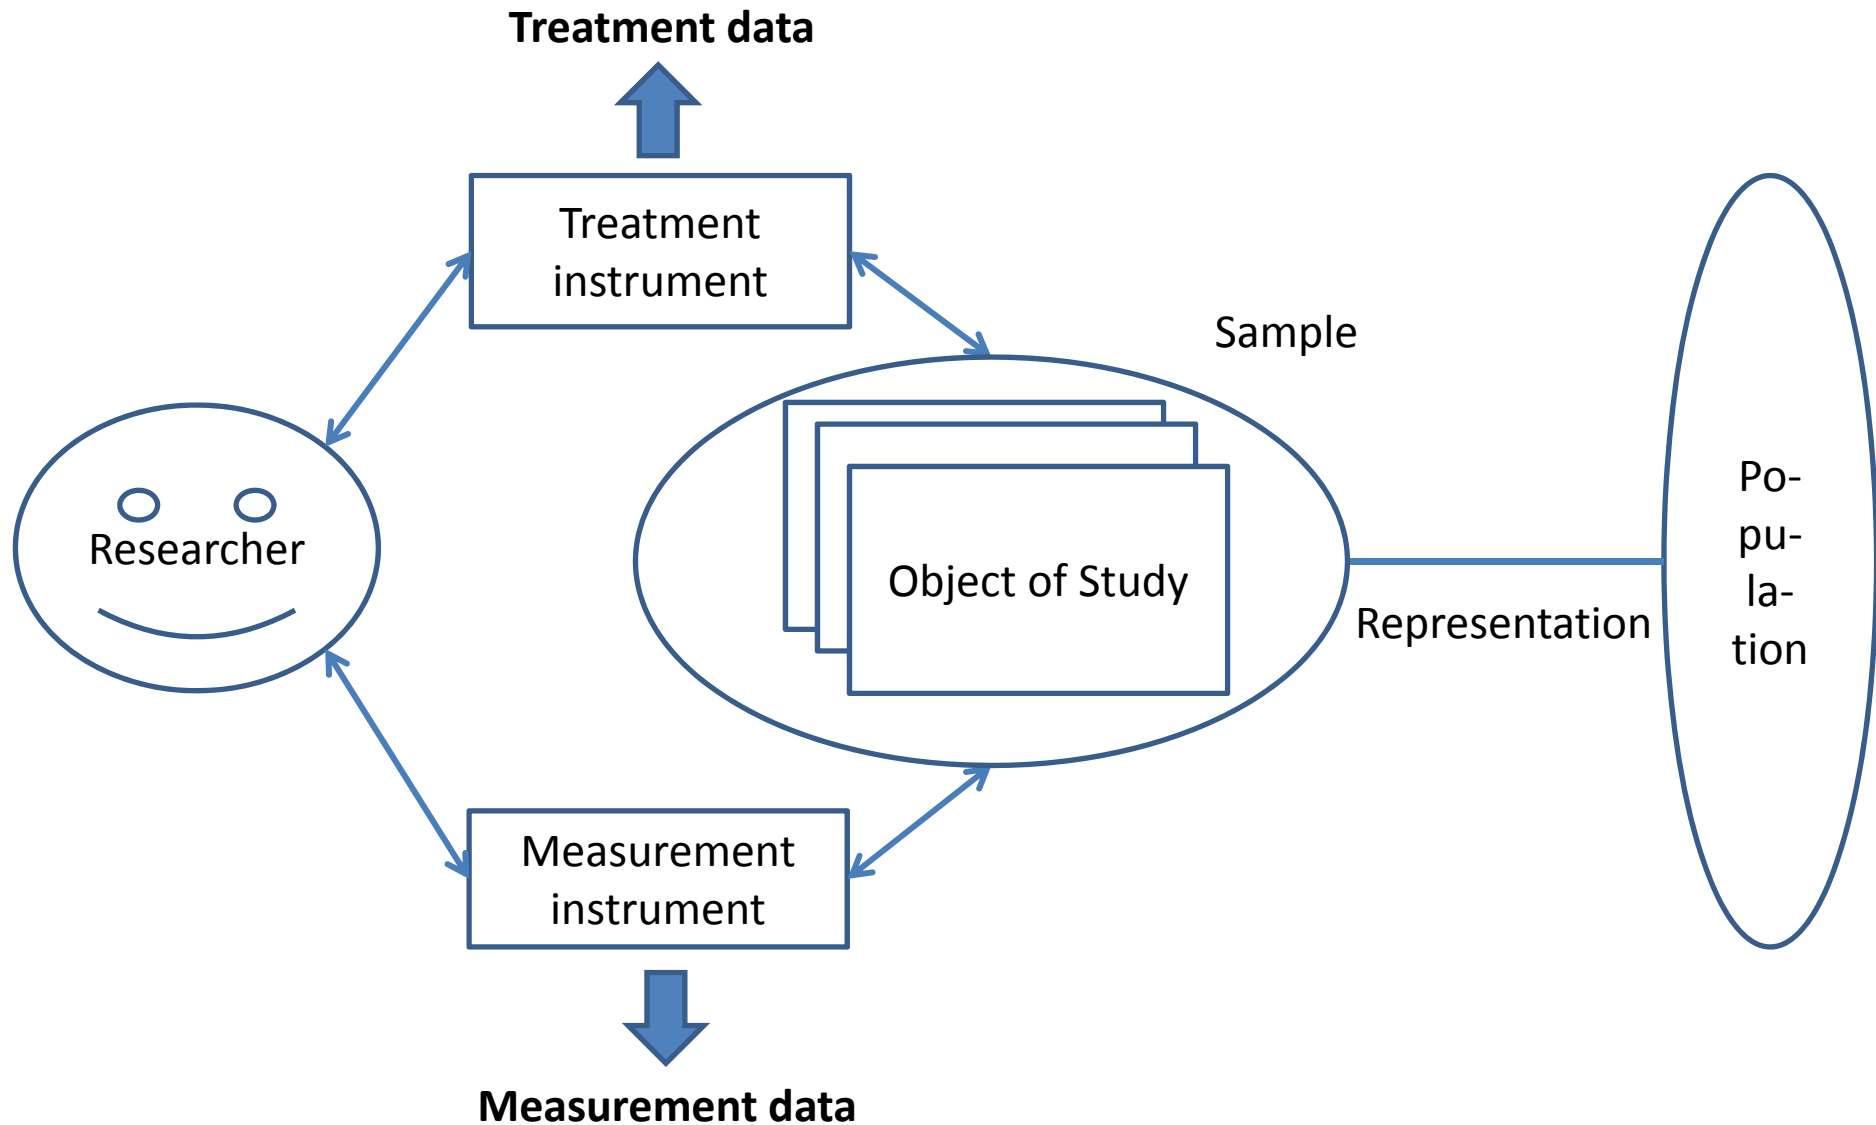 Treatment data
Treatment
instrument
Sample
Researcher
Object of Study
Po-
pu-
la-
tion
Representation
Measurement
instrument
Measurement data